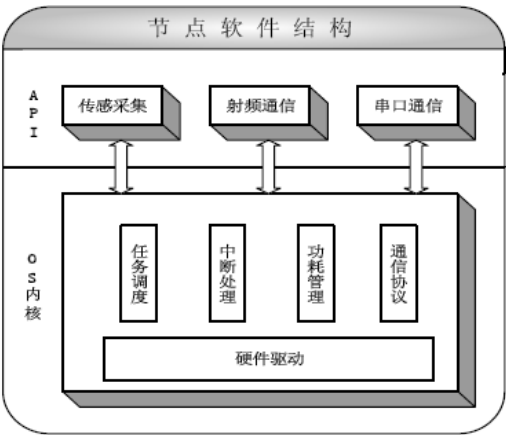 节点软件结构
API
传感采集
射频通信
串口通信
OS内核
任务调度
中断处理
功耗管理
通信协议
硬件驱动